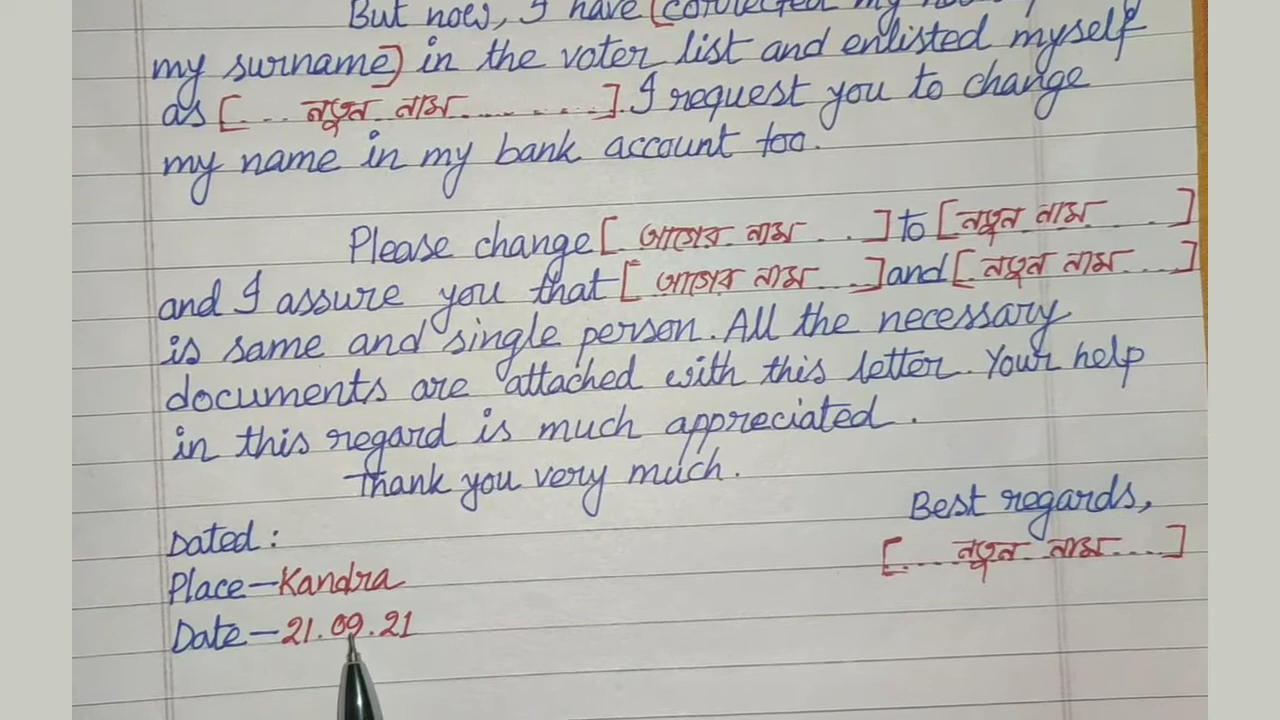 But now, I have [corrected my
my surname] in the voter list and enlisted myself
as [... নতুন নাম ..........]. I request you to change
my name in my bank account too.
Please change [. আগের নাম ...] to [নতুন নাম ....]
and I assure you that [ আগের নাম ...] and [. নতুন নাম ....]
is same and single person. All the necessary
documents are attached with this letter. Your help
in this regard is much appreciated.
Thank you very much.
Best regards,
[.... নতুন নাম ....]
Dated:
Place-Kandra
Date-21.09.21